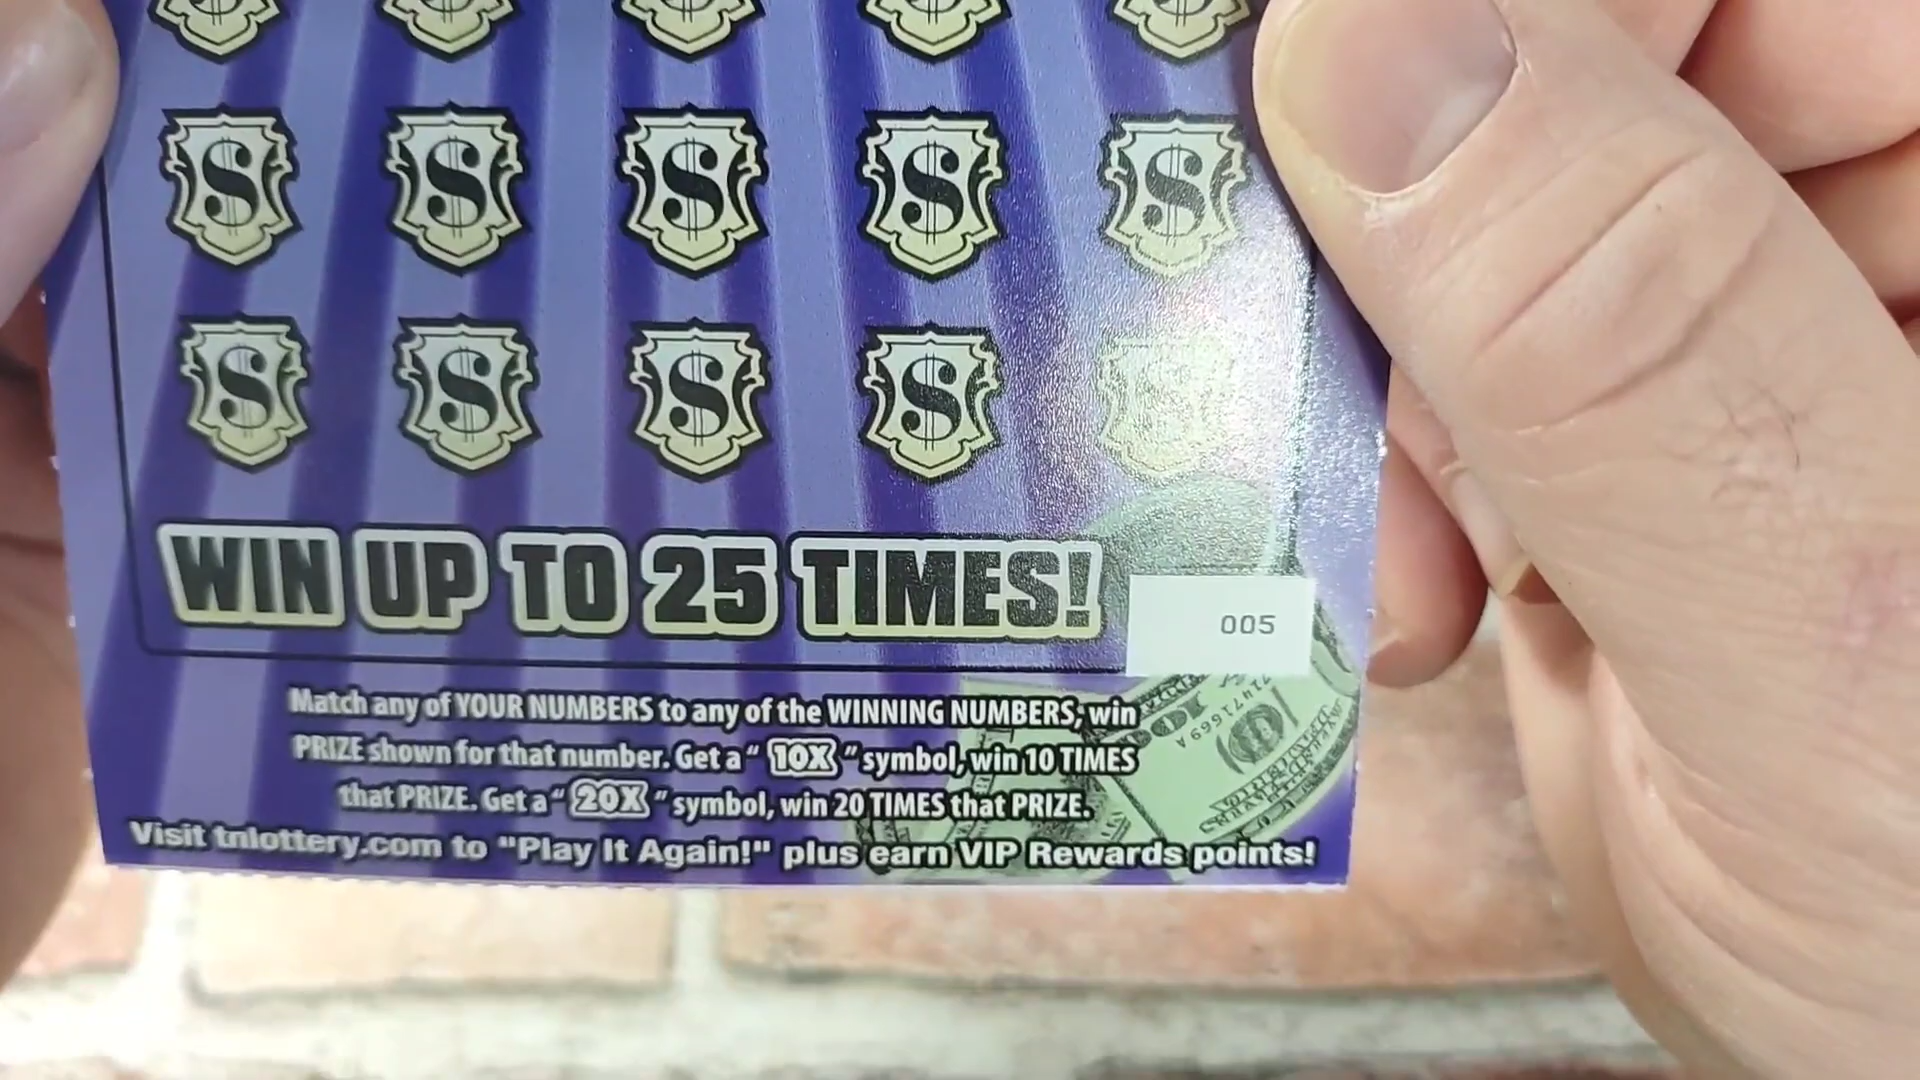 $ $ $ $ $
$ $ $ $ $
$ $ $ $ $
WIN UP TO 25 TIMES!
005
Match any of YOUR NUMBERS to any of the WINNING NUMBERS, win
PRIZE shown for that number. Get a "10X" symbol, win 10 TIMES
that PRIZE. Get a "20X" symbol, win 20 TIMES that PRIZE.
Visit tnlottery.com to "Play It Again!" plus earn VIP Rewards points!